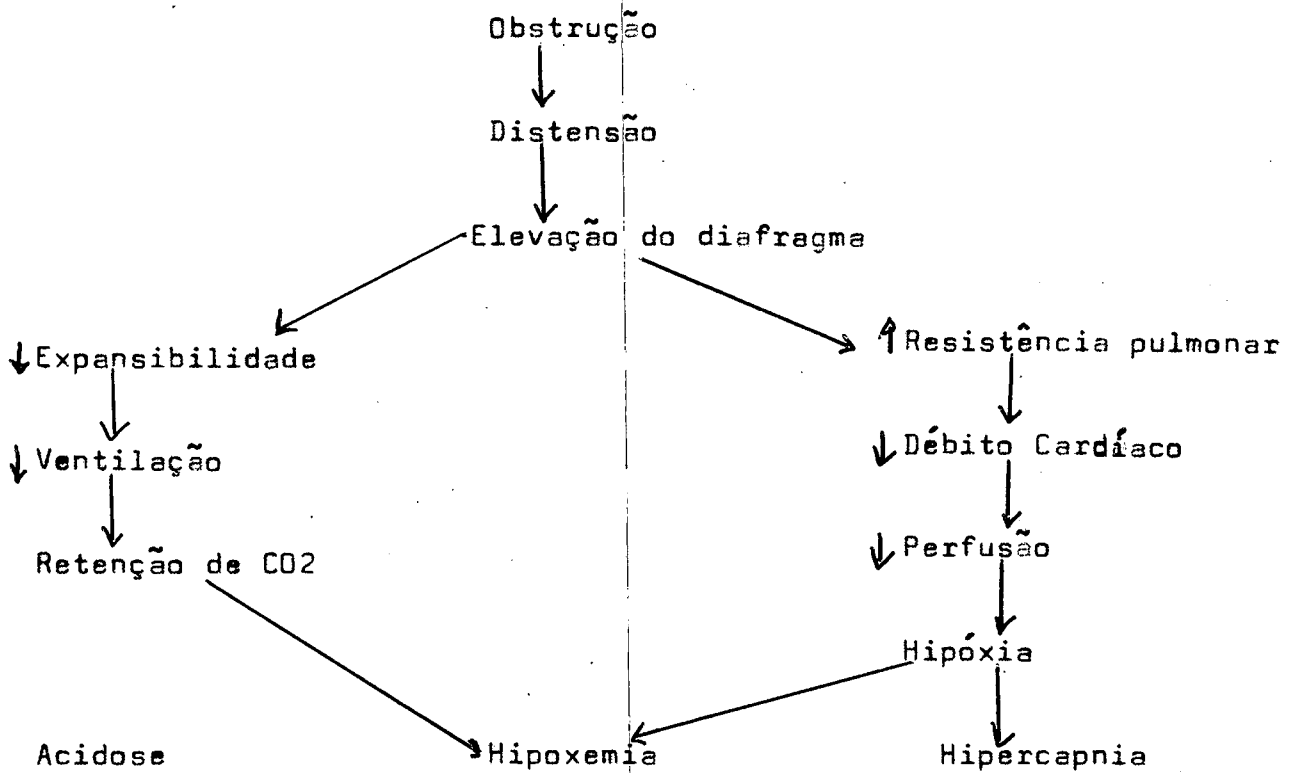 Obstrução
Distensão
Elevação do diafragma
↓Expansibilidade
↑Resistência pulmonar
↓Ventilação
↓Débito Cardíaco
Retenção de CO2
↓Perfusão
Hipóxia
Acidose
Hipoxemia
Hipercapnia